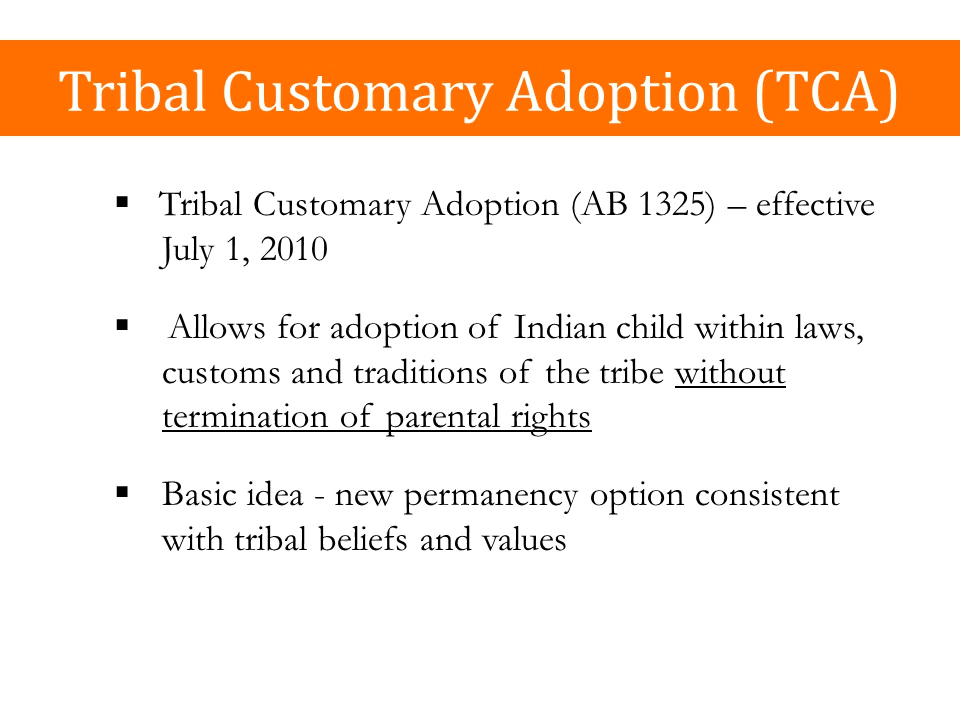 Tribal Customary Adoption (TCA)
▪ Tribal Customary Adoption (AB 1325) – effective
July 1, 2010
▪ Allows for adoption of Indian child within laws,
customs and traditions of the tribe without
termination of parental rights
▪ Basic idea - new permanency option consistent
with tribal beliefs and values